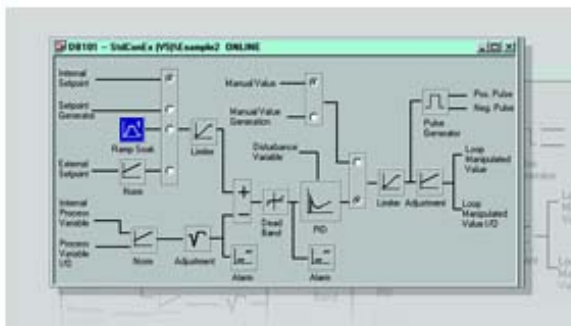 DB101 - StdConEx (VS)\Example2 ONLINE
Internal Setpoint
Setpoint Generator
Ramp Soak
External Setpoint
Norm
Limiter
Internal Process Variable
Process Variable I/O
Norm
Adjustment
Alarm
Dead Band
Alarm
Manual Value
Manual Value Generation
Disturbance Variable
PID
Limiter
Adjustment
Pulse Generator
Pos. Pulse
Neg. Pulse
Loop Manipulated Value
Loop Manipulated Value I/O